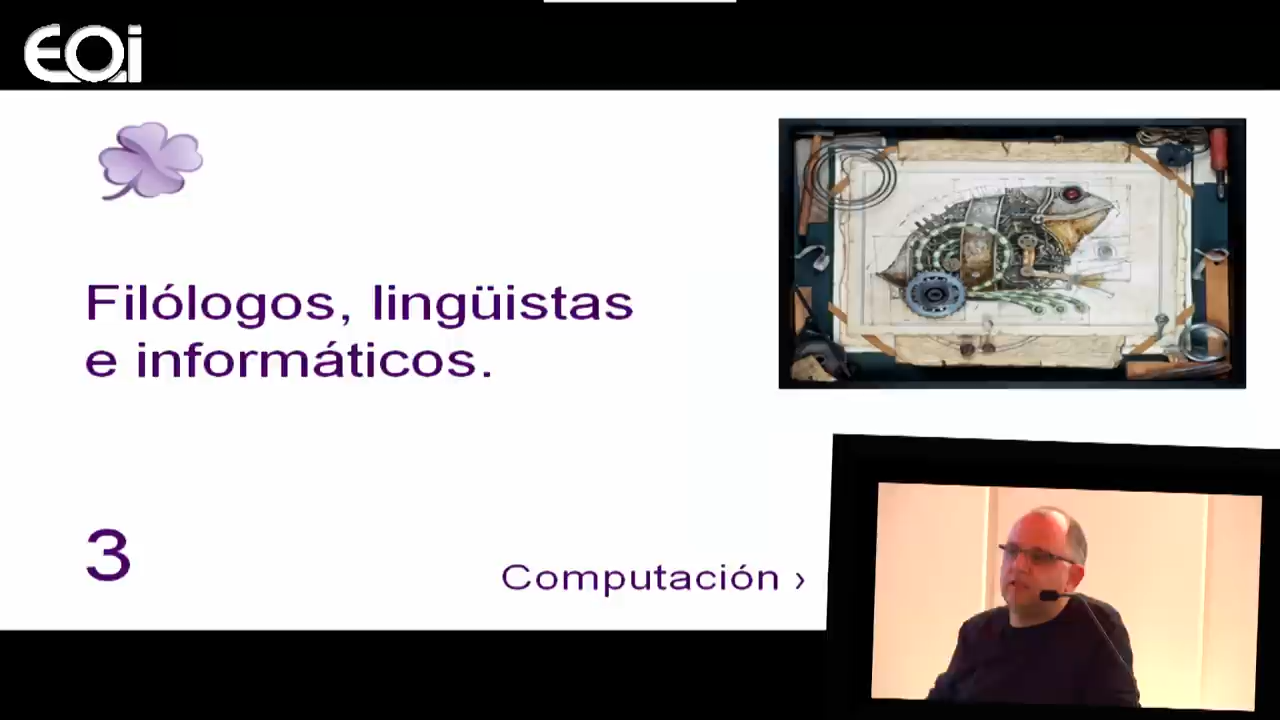 EOi
Filólogos, lingüistas
e informáticos.
3
Computación ›